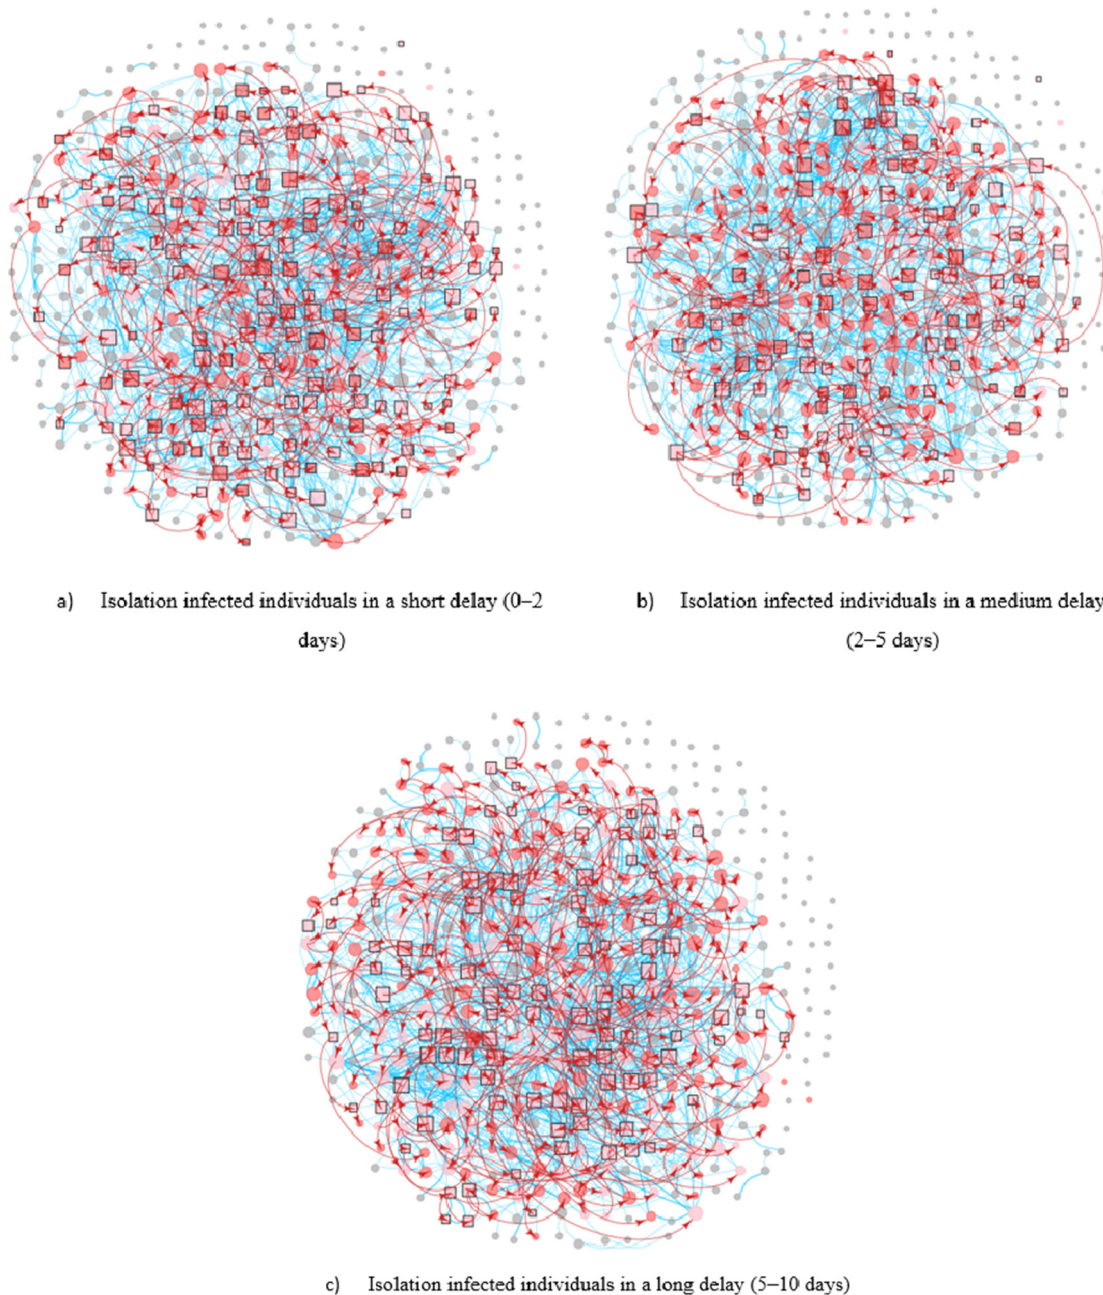 a) Isolation infected individuals in a short delay (0–2
days)
b) Isolation infected individuals in a medium delay
(2–5 days)
c) Isolation infected individuals in a long delay (5–10 days)